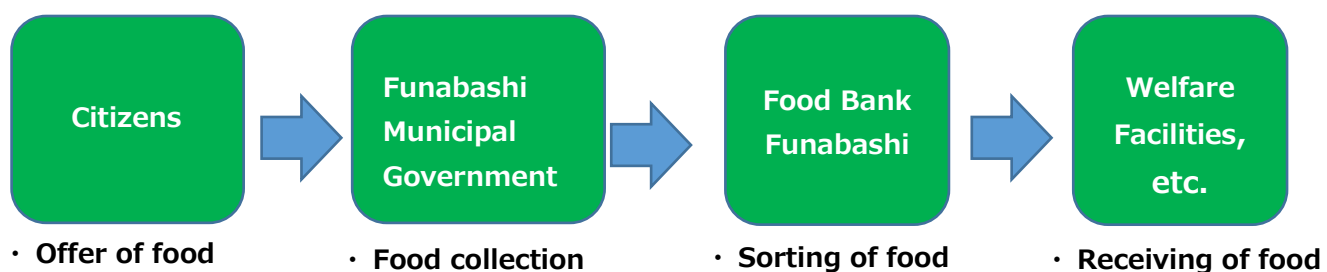 Citizens
Funabashi
Municipal
Government
Food Bank
Funabashi
Welfare
Facilities,
etc.
・ Offer of food
・ Food collection
・ Sorting of food
・ Receiving of food